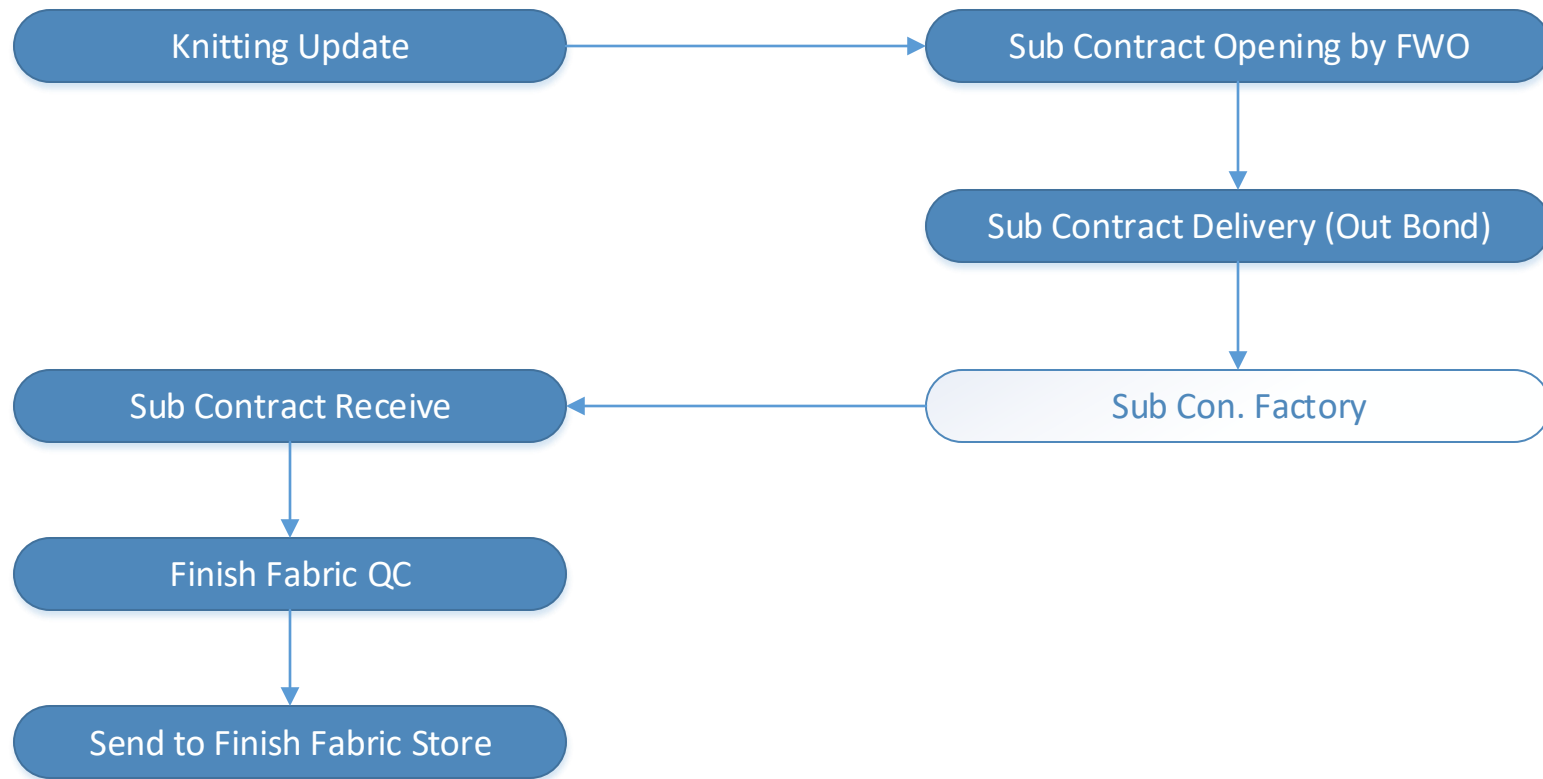 Knitting Update
Sub Contract Opening by FWO
Sub Contract Delivery (Out Bond)
Sub Con. Factory
Sub Contract Receive
Finish Fabric QC
Send to Finish Fabric Store